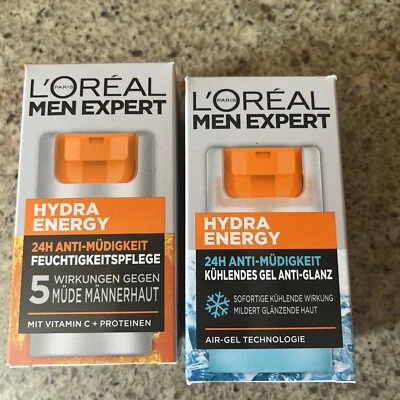 L'ORÉAL
PARIS
MEN EXPERT
HYDRA
ENERGY
24H ANTI-MÜDIGKEIT
FEUCHTIGKEITSPFLEGE
5 WIRKUNGEN GEGEN
MÜDE MÄNNERHAUT
MIT VITAMIN C + PROTEINEN
L'ORÉAL
PARIS
MEN EXPERT
HYDRA
ENERGY
24H ANTI-MÜDIGKEIT
KÜHLENDES GEL ANTI-GLANZ
SOFORTIGE KÜHLENDE WIRKUNG
MILDERT GLÄNZENDE HAUT
AIR-GEL TECHNOLOGIE